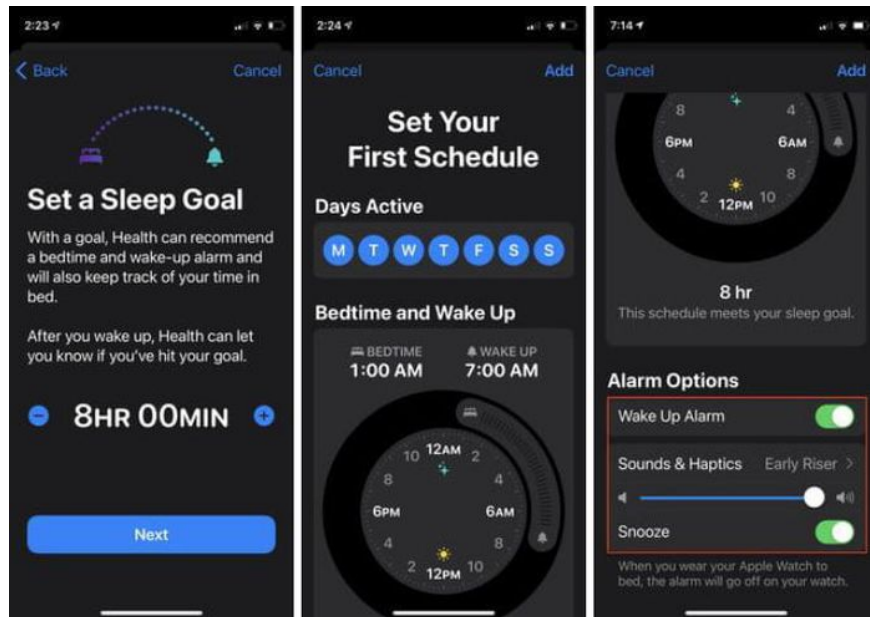 2:23
Back
Cancel
Set a Sleep Goal
With a goal, Health can recommend
a bedtime and wake-up alarm and
will also keep track of your time in
bed.
After you wake up, Health can let
you know if you've hit your goal.
8HR 00MIN
Next
2:24
Cancel
Add
Set Your
First Schedule
Days Active
M T W T F S S
Bedtime and Wake Up
BEDTIME WAKE UP
1:00 AM 7:00 AM
12AM
10 2
8 4
6PM 6AM
4 8
2 10
12PM
7:14
Cancel
Add
8 4
6PM 6AM
4 8
2 10
12PM
8 hr
This schedule meets your sleep goal.
Alarm Options
Wake Up Alarm
Sounds & Haptics Early Riser
Snooze
When you wear your Apple Watch to
bed, the alarm will go off on your watch.